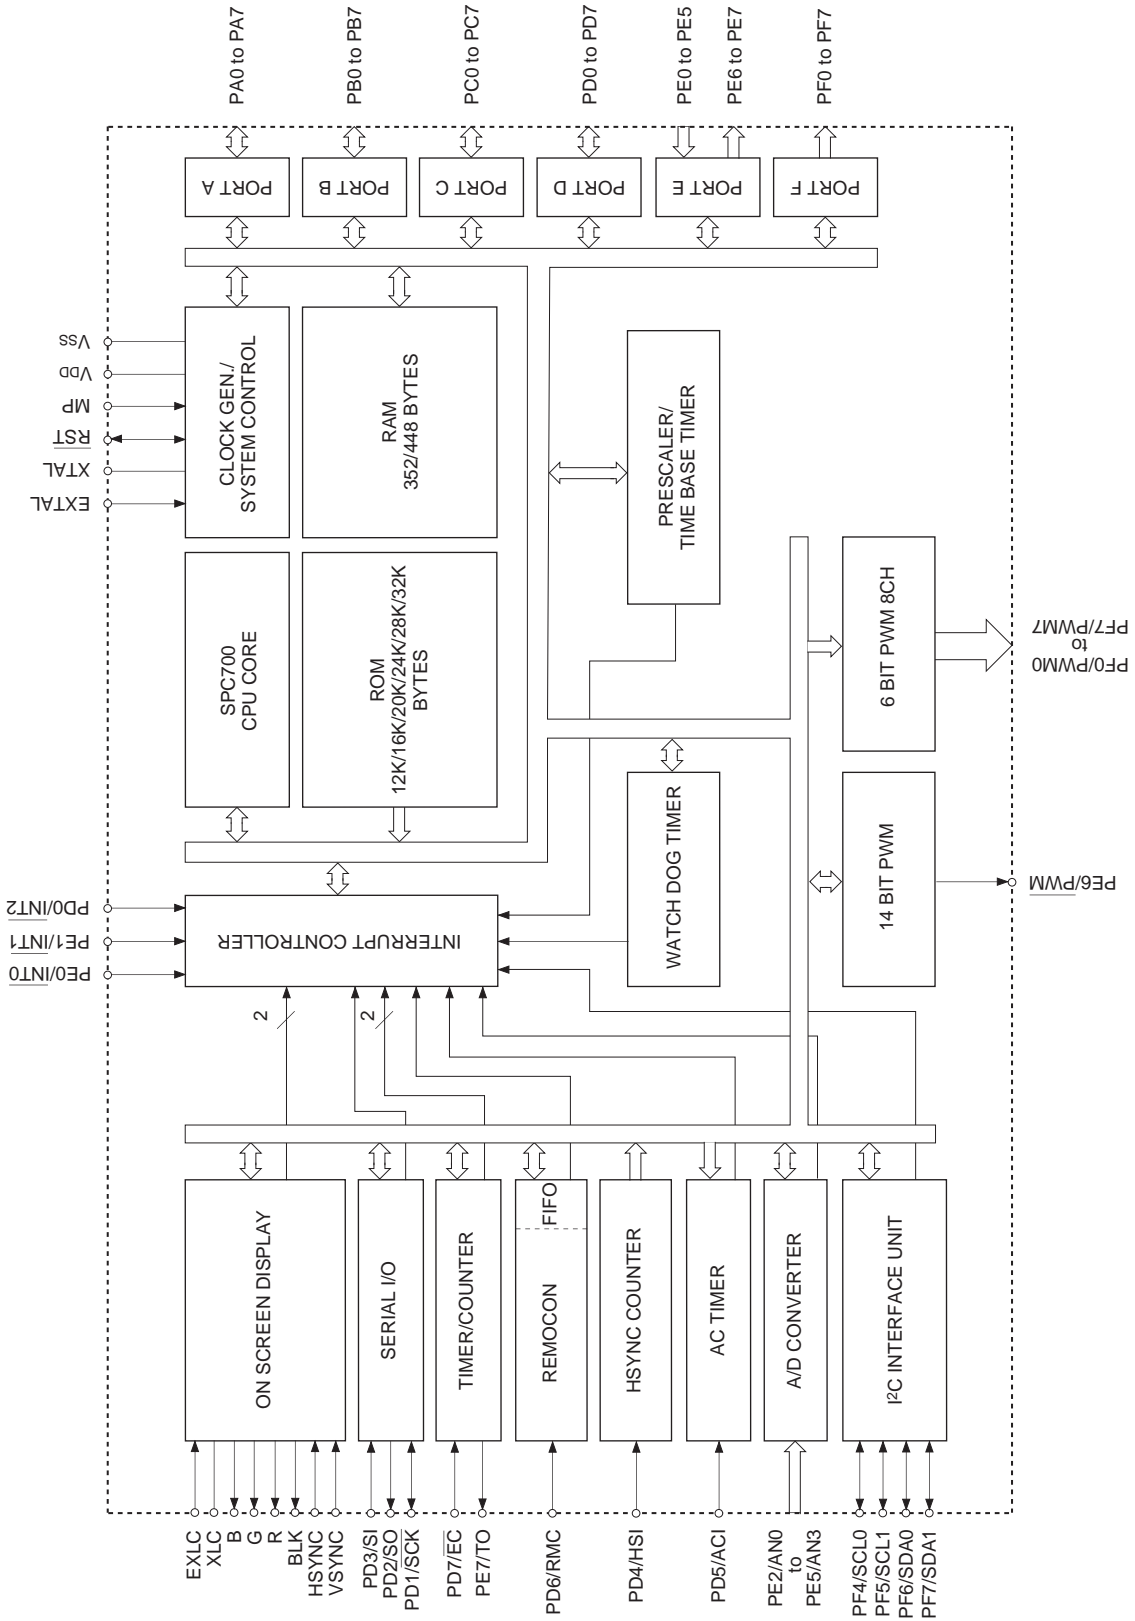 PA0 to PA7
PB0 to PB7
PC0 to PC7
PD0 to PD7
PE0 to PE5
PE6 to PE7
PF0 to PF7
PORT A
PORT B
PORT C
PORT D
PORT E
PORT F
VSS
VDD
MP
RST
XTAL
EXTAL
CLOCK GEN./
SYSTEM CONTROL
RAM
352/448 BYTES
PRESCALER/
TIME BASE TIMER
SPC700
CPU CORE
ROM
12K/16K/20K/24K/28K/32K
BYTES
6 BIT PWM 8CH
PF0/PWM0
to
PF7/PWM7
WATCH DOG TIMER
14 BIT PWM
PE6/PWM
PD0/INT2
PE1/INT1
PE0/INT0
INTERRUPT CONTROLLER
2
2
ON SCREEN DISPLAY
SERIAL I/O
TIMER/COUNTER
REMOCON
FIFO
HSYNC COUNTER
AC TIMER
A/D CONVERTER
I²C INTERFACE UNIT
EXLC
XLC
B
G
R
BLK
HSYNC
VSYNC
PD3/SI
PD2/SO
PD1/SCK
PD7/EC
PE7/TO
PD6/RMC
PD4/HSI
PD5/ACI
PE2/AN0
to
PE5/AN3
PF4/SCL0
PF5/SCL1
PF6/SDA0
PF7/SDA1